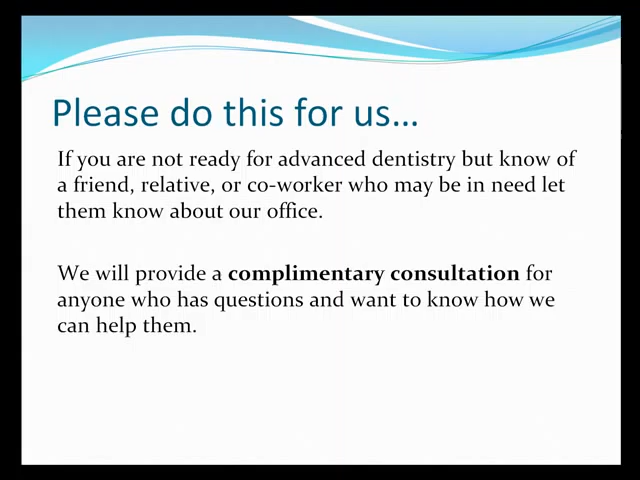 Please do this for us…
If you are not ready for advanced dentistry but know of
a friend, relative, or co-worker who may be in need let
them know about our office.
We will provide a complimentary consultation for
anyone who has questions and want to know how we
can help them.